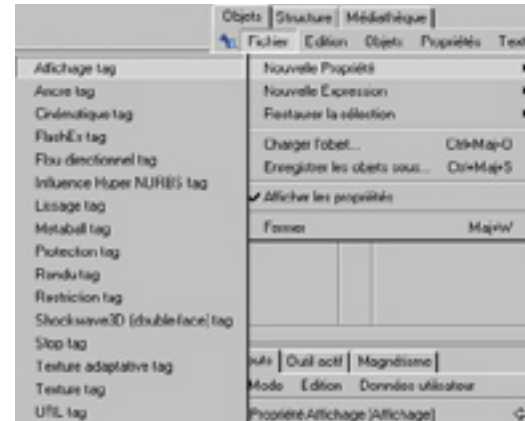 Objets Structure Médiathèque
Fichier Edition Objets Propriétés Text
Affichage tag
Ancre tag
Cinématique tag
FlashEx tag
Flou directionnel tag
Influence Hyper NURBS tag
Lissage tag
Metaball tag
Protection tag
Rendu tag
Restriction tag
Shockwave3D (double-face) tag
Stop tag
Texture adaptative tag
Texture tag
URL tag
Nouvelle Propriété
Nouvelle Expression
Restaurer la sélection
Charger l'objet... Ctrl+Maj+O
Enregistrer les objets sous... Ctrl+Maj+S
Afficher les propriétés
Fermer Maj+W
Outil actif Magnétisme
Mode Edition Données utilisateur
Propriété Affichage [Affichage]